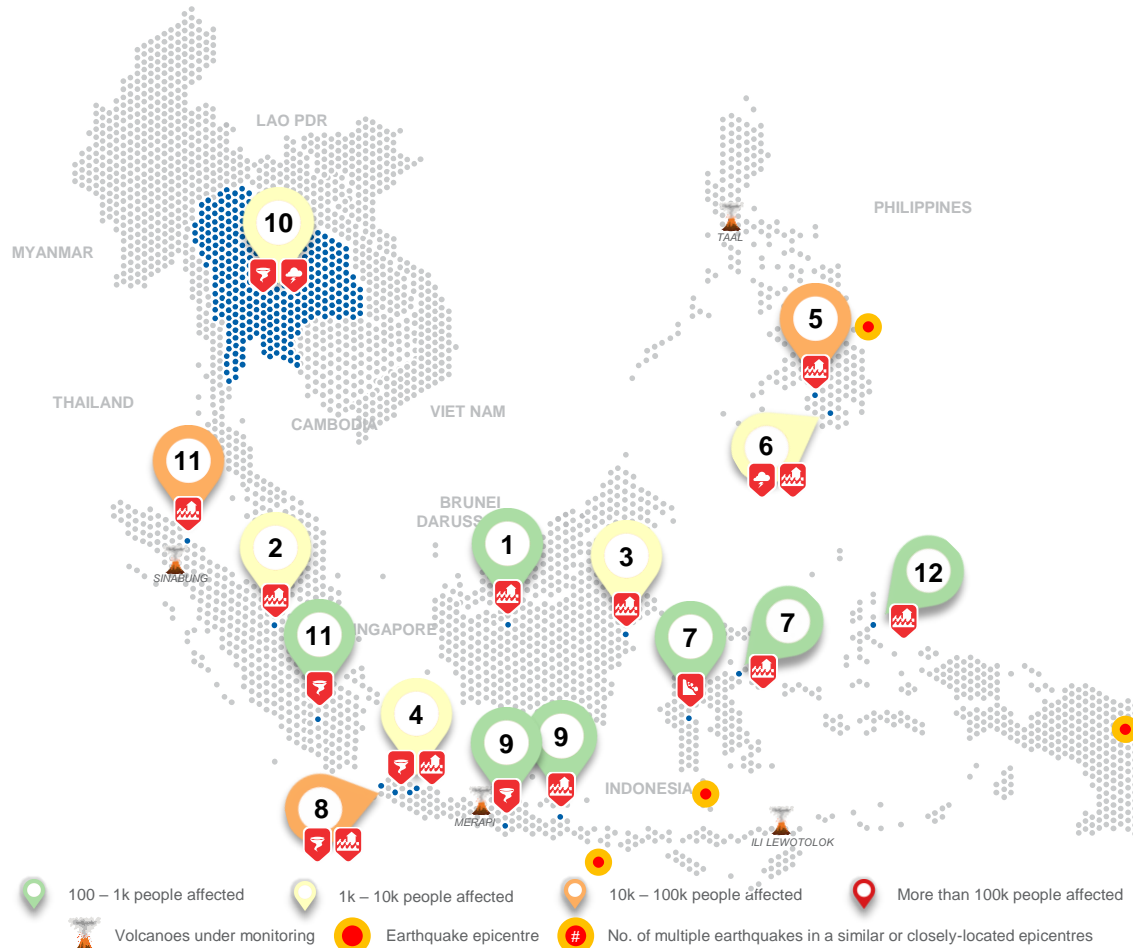 LAO PDR
PHILIPPINES
10
TAAL
MYANMAR
5
THAILAND
VIET NAM
CAMBODIA
6
11
BRUNEI
DARUSS
1
2
3
SINABUNG
12
7
11
INGAPORE
7
4
9
9
INDONESIA
8
MERAPI
ILI LEWOTOLOK
100 – 1k people affected
1k – 10k people affected
10k – 100k people affected
More than 100k people affected
Volcanoes under monitoring
Earthquake epicentre
#
No. of multiple earthquakes in a similar or closely-located epicentres